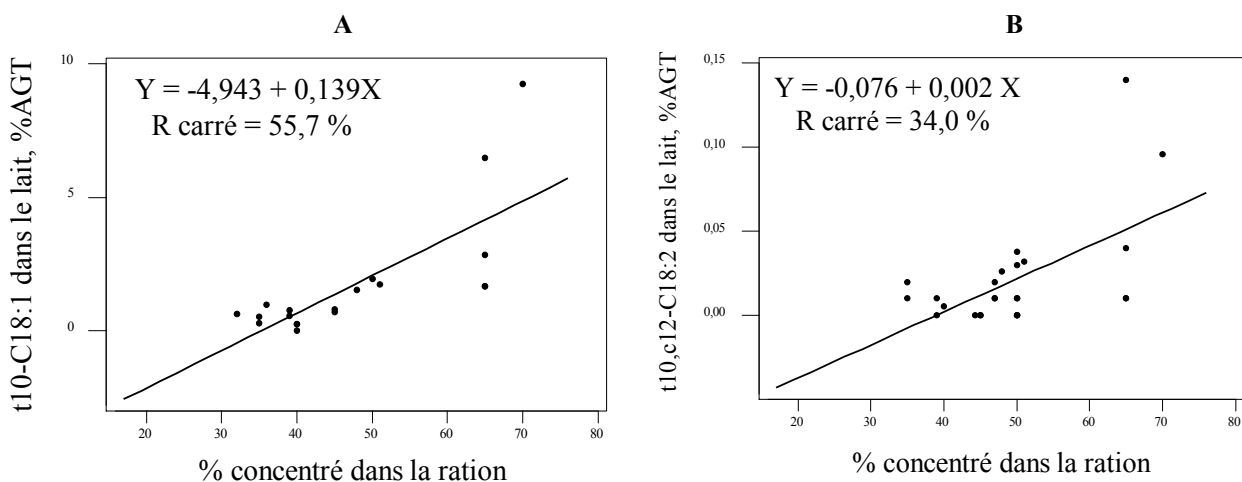 A
t10-C18:1 dans le lait, %AGT
10
5
0
Y = -4,943 + 0,139X
R carré = 55,7 %
20 30 40 50 60 70 80
% concentré dans la ration
B
t10,c12-C18:2 dans le lait, %AGT
0,15
0,10
0,05
0,00
Y = -0,076 + 0,002 X
R carré = 34,0 %
20 30 40 50 60 70 80
% concentré dans la ration